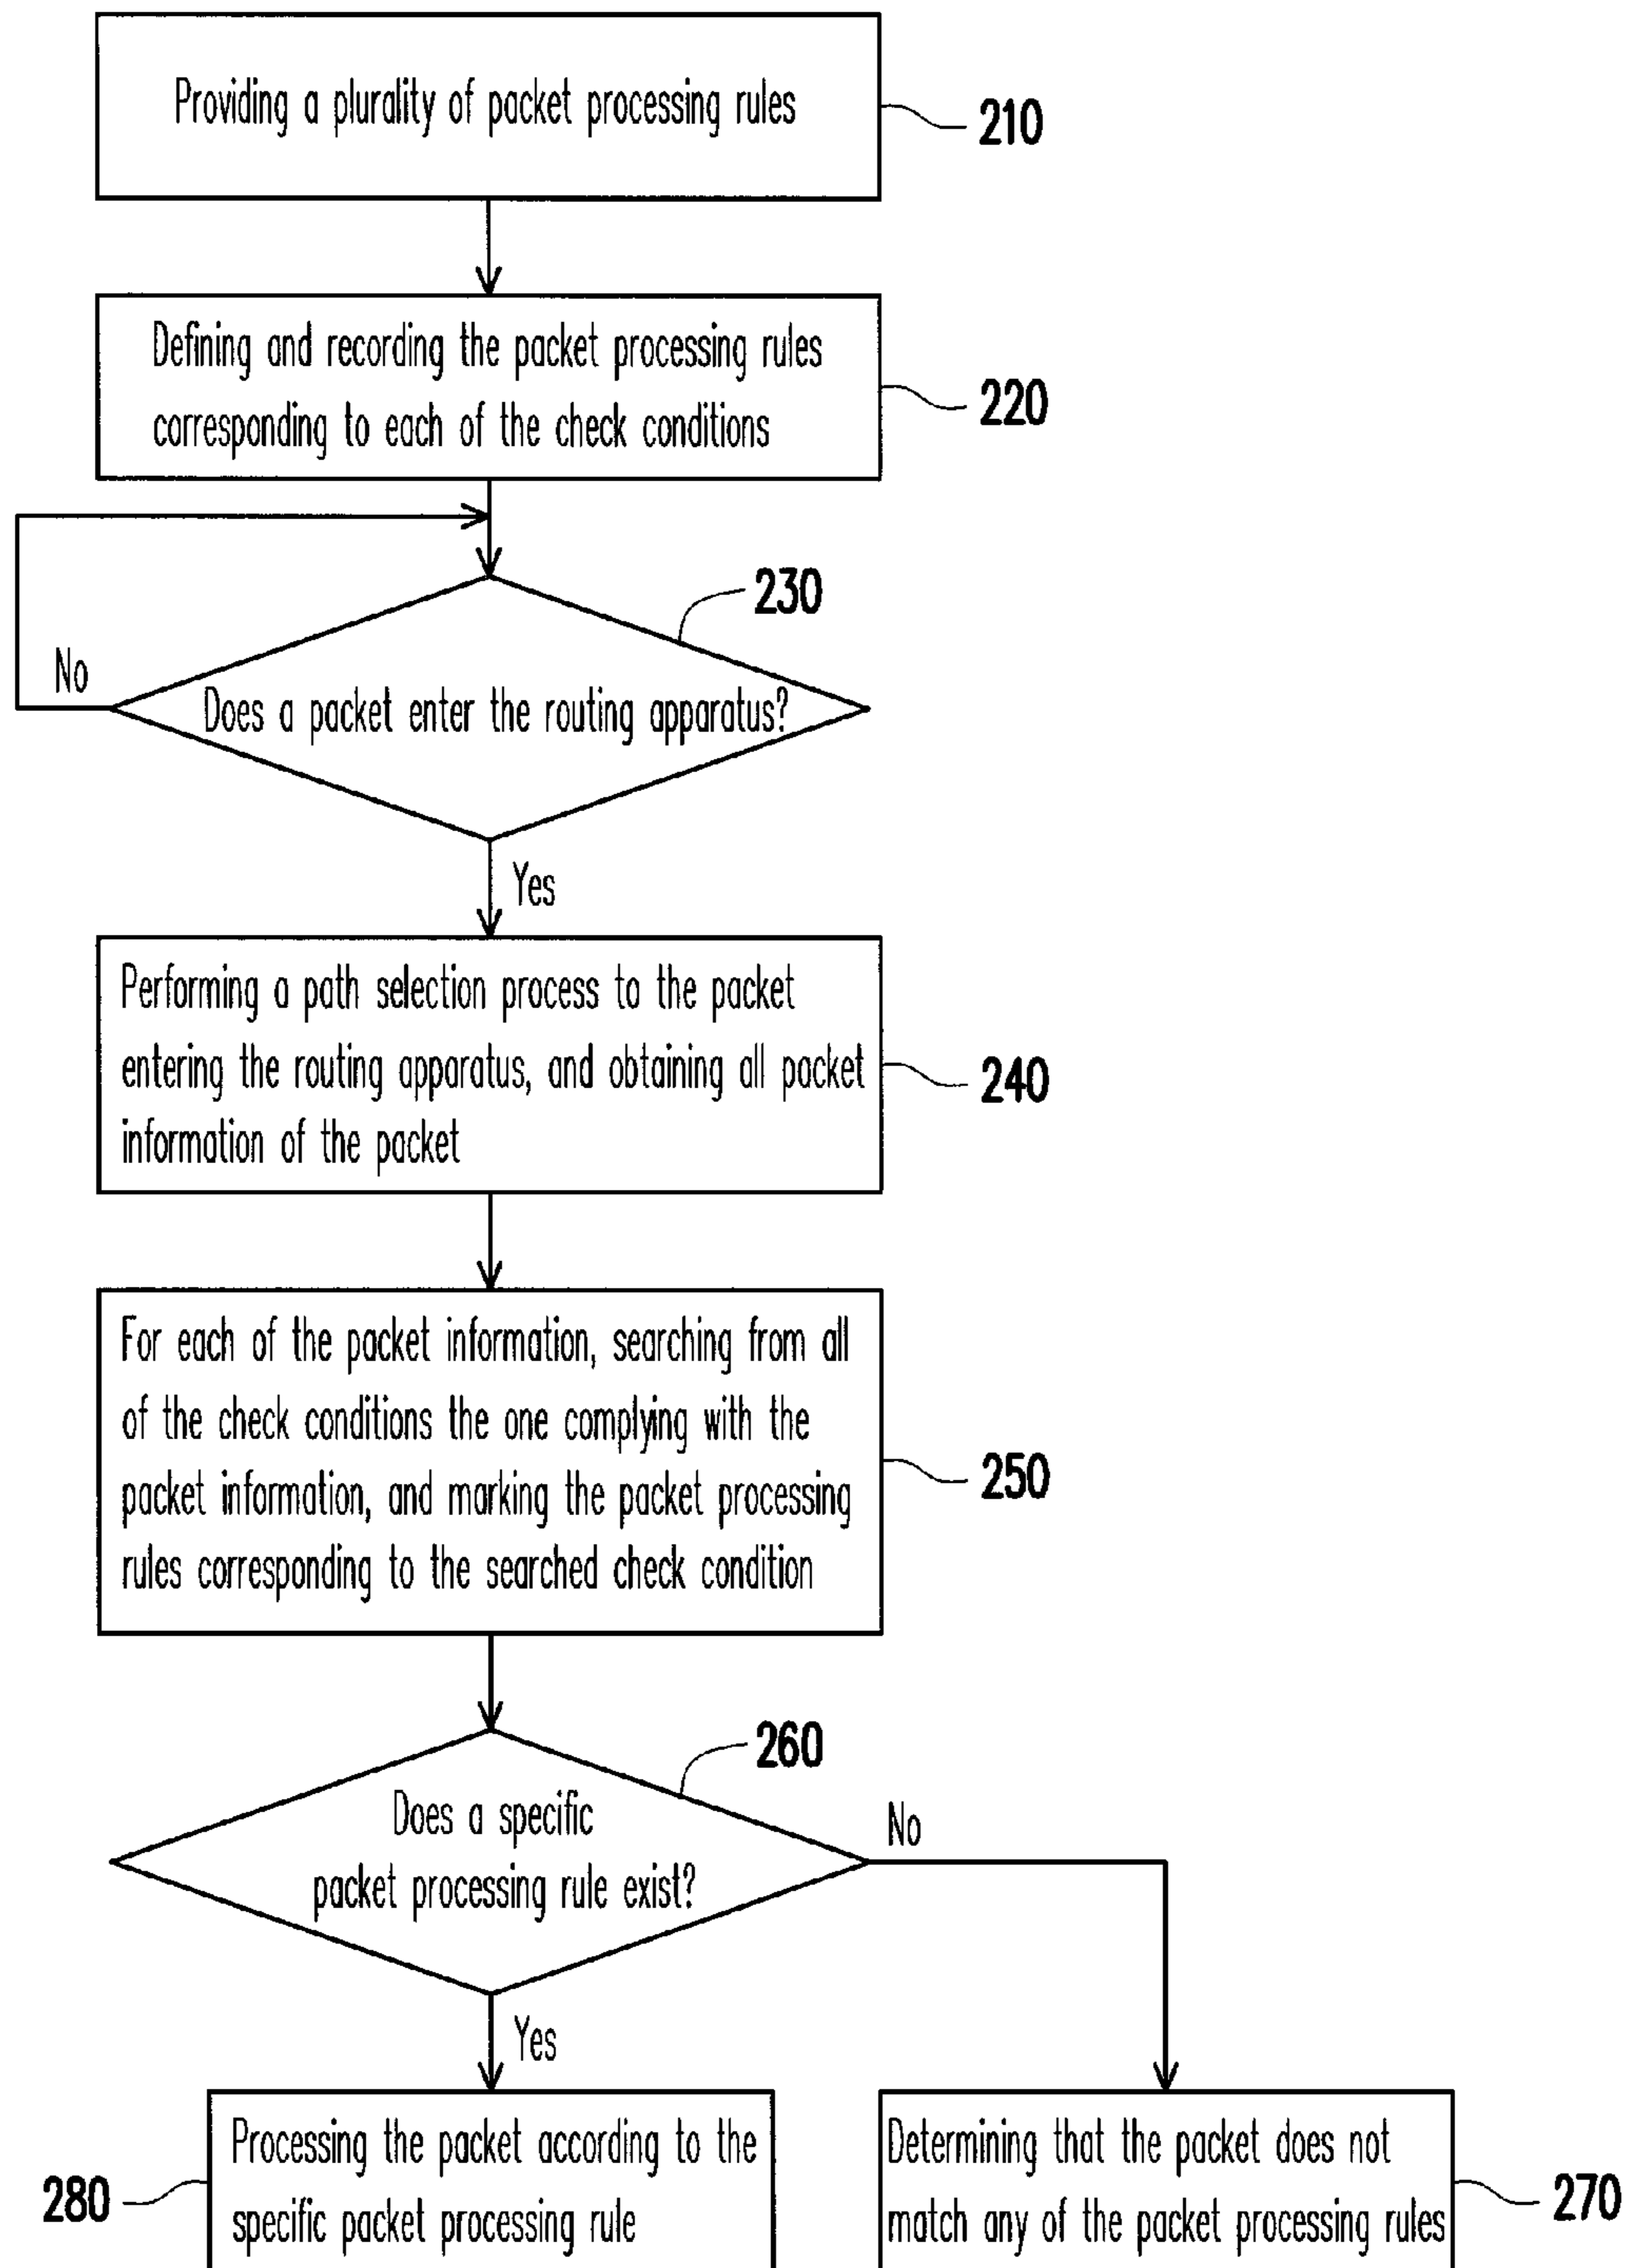 Providing a plurality of packet processing rules
210
Defining and recording the packet processing rules
corresponding to each of the check conditions
220
230
No
Does a packet enter the routing apparatus?
Yes
Performing a path selection process to the packet
entering the routing apparatus, and obtaining all packet
information of the packet
240
For each of the packet information, searching from all
of the check conditions the one complying with the
packet information, and marking the packet processing
rules corresponding to the searched check condition
250
260
Does a specific
packet processing rule exist?
No
Yes
Processing the packet according to the
specific packet processing rule
280
Determining that the packet does not
match any of the packet processing rules
270